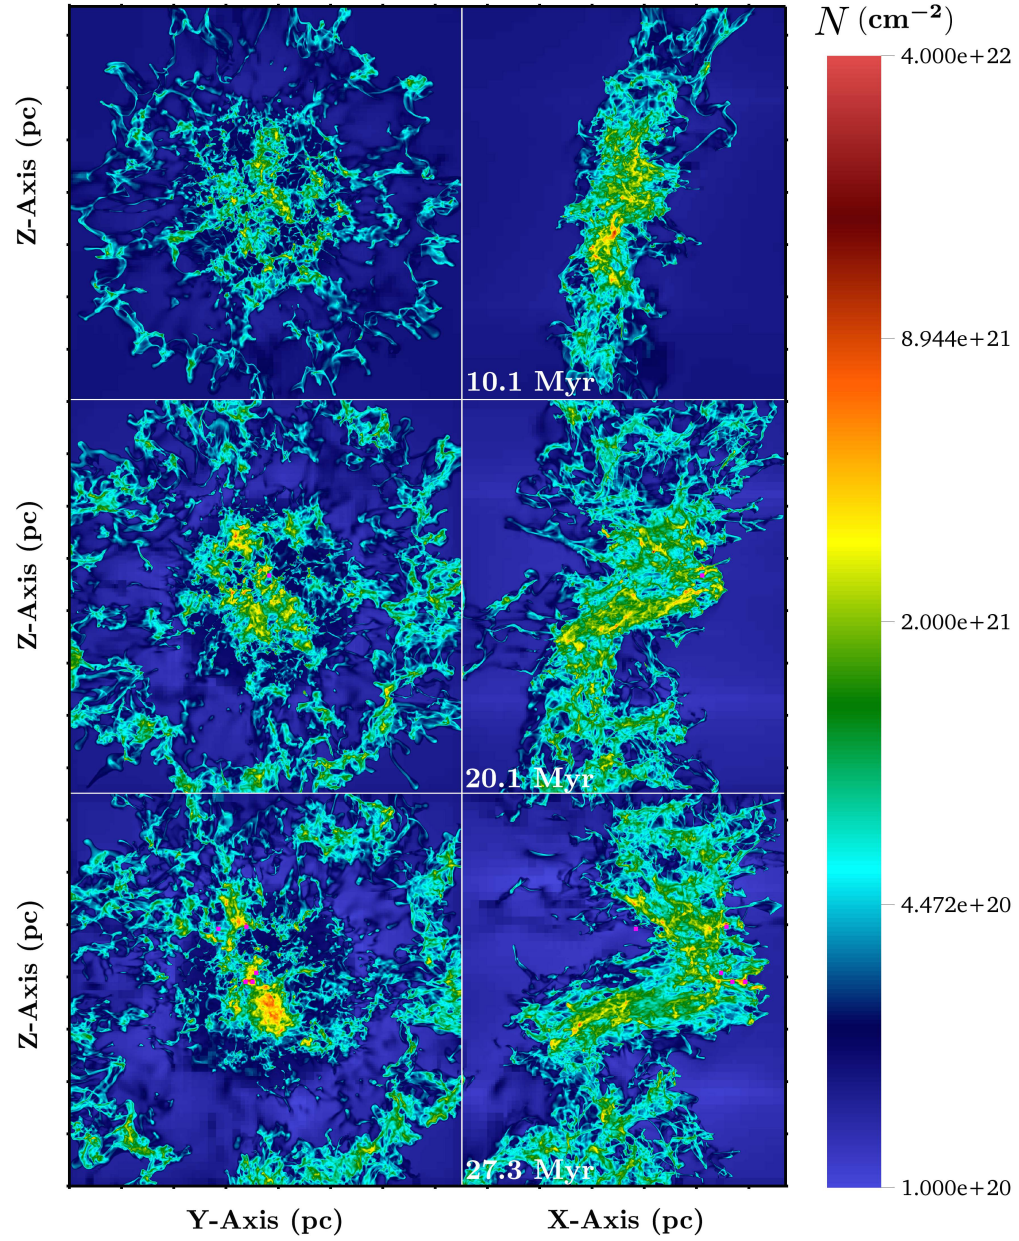 N (cm−2)
4.000e+22
8.944e+21
2.000e+21
4.472e+20
1.000e+20
Z-Axis (pc)
10.1 Myr
Z-Axis (pc)
20.1 Myr
Z-Axis (pc)
27.3 Myr
Y-Axis (pc)
X-Axis (pc)